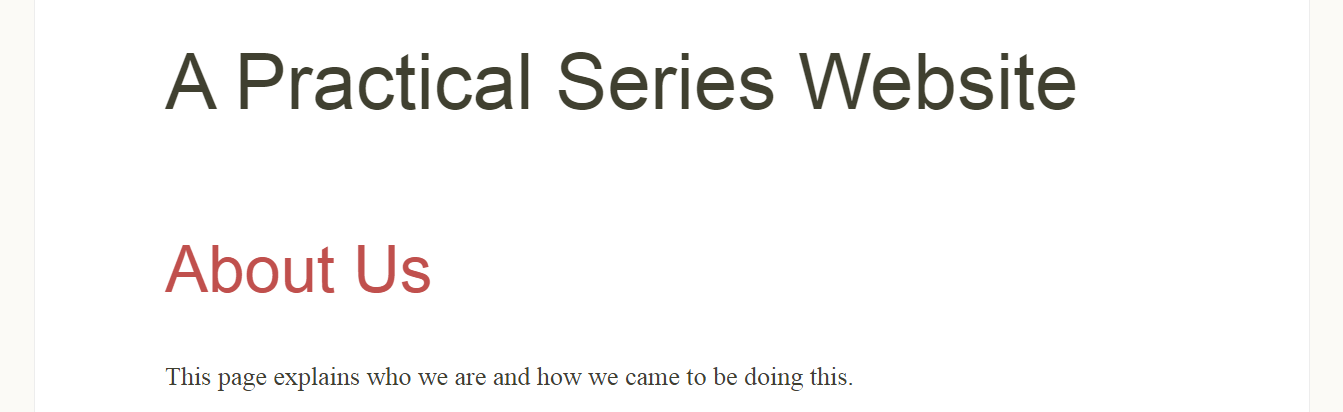 A Practical Series Website
About Us
This page explains who we are and how we came to be doing this.